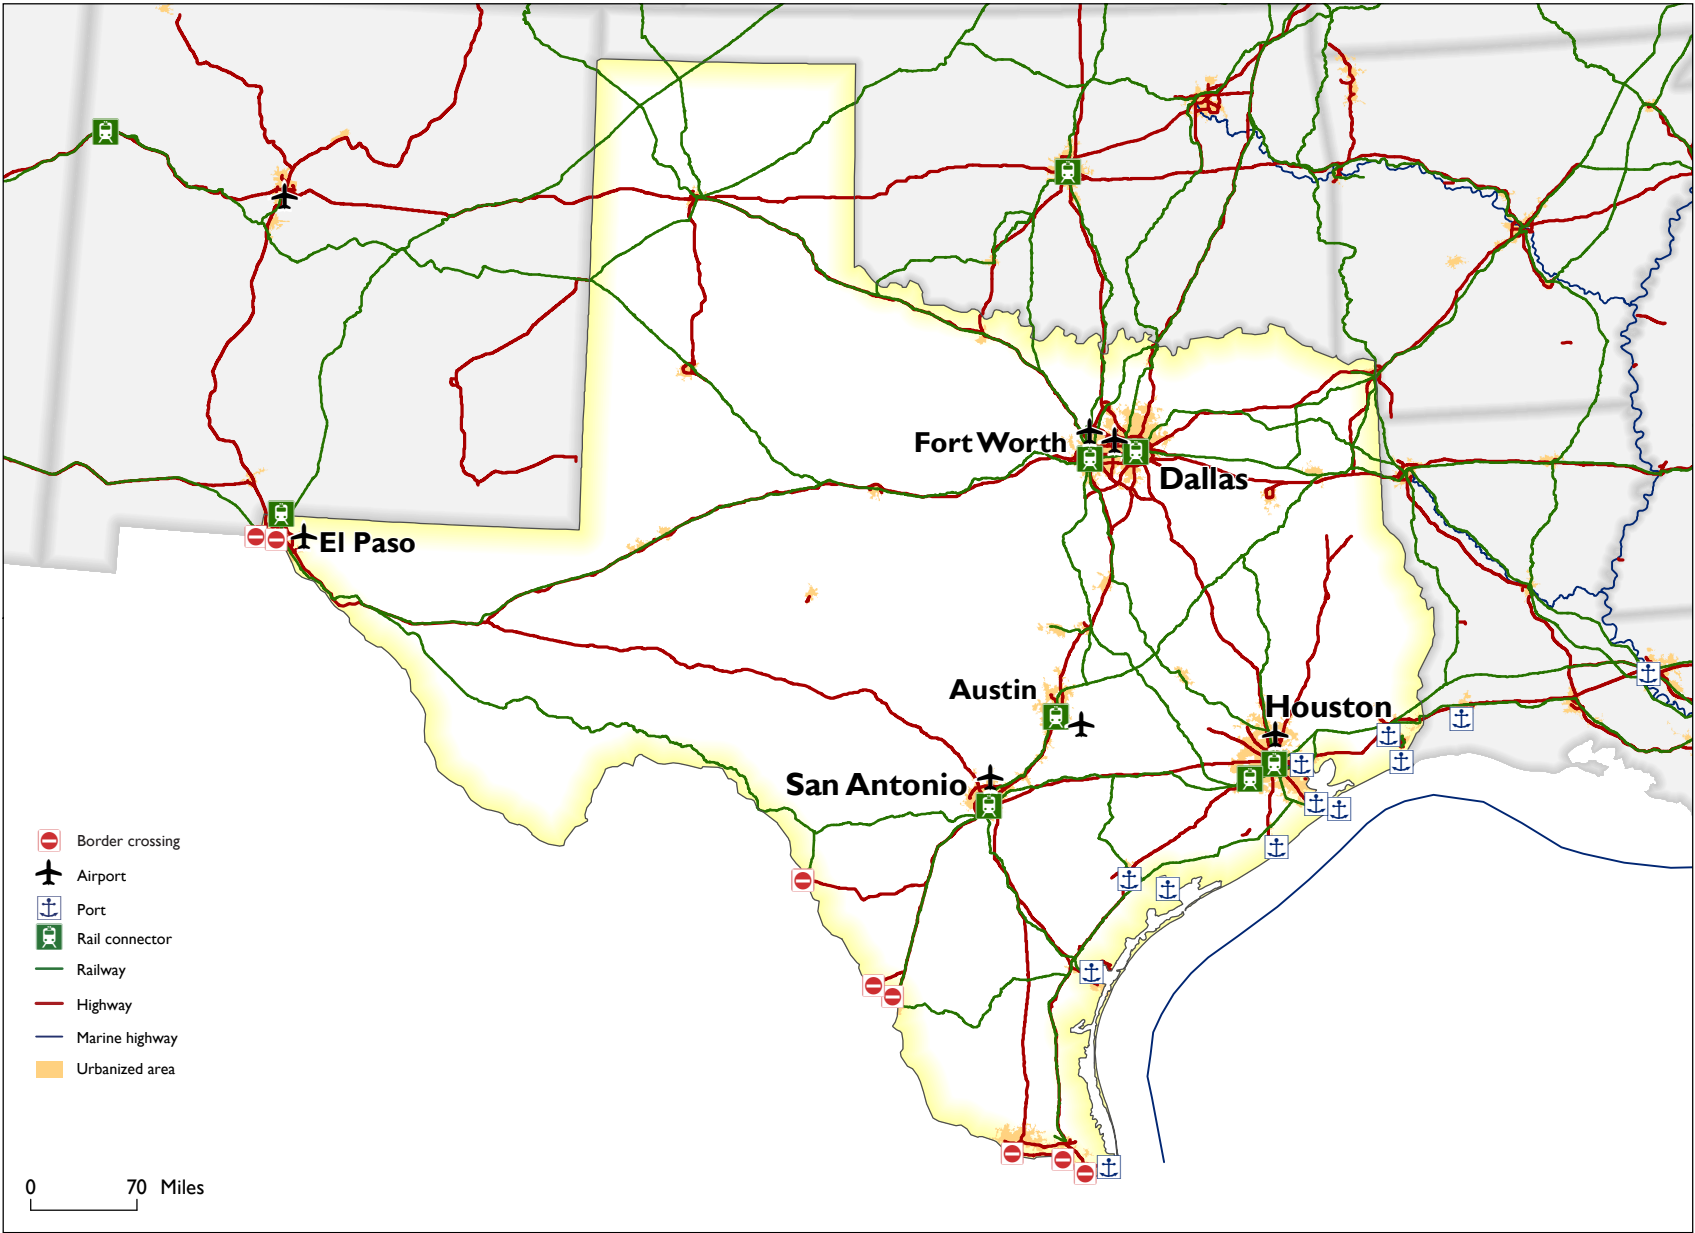 Fort Worth
Dallas
El Paso
Austin
Houston
San Antonio
Border crossing
Airport
Port
Rail connector
Railway
Highway
Marine highway
Urbanized area
0 70 Miles